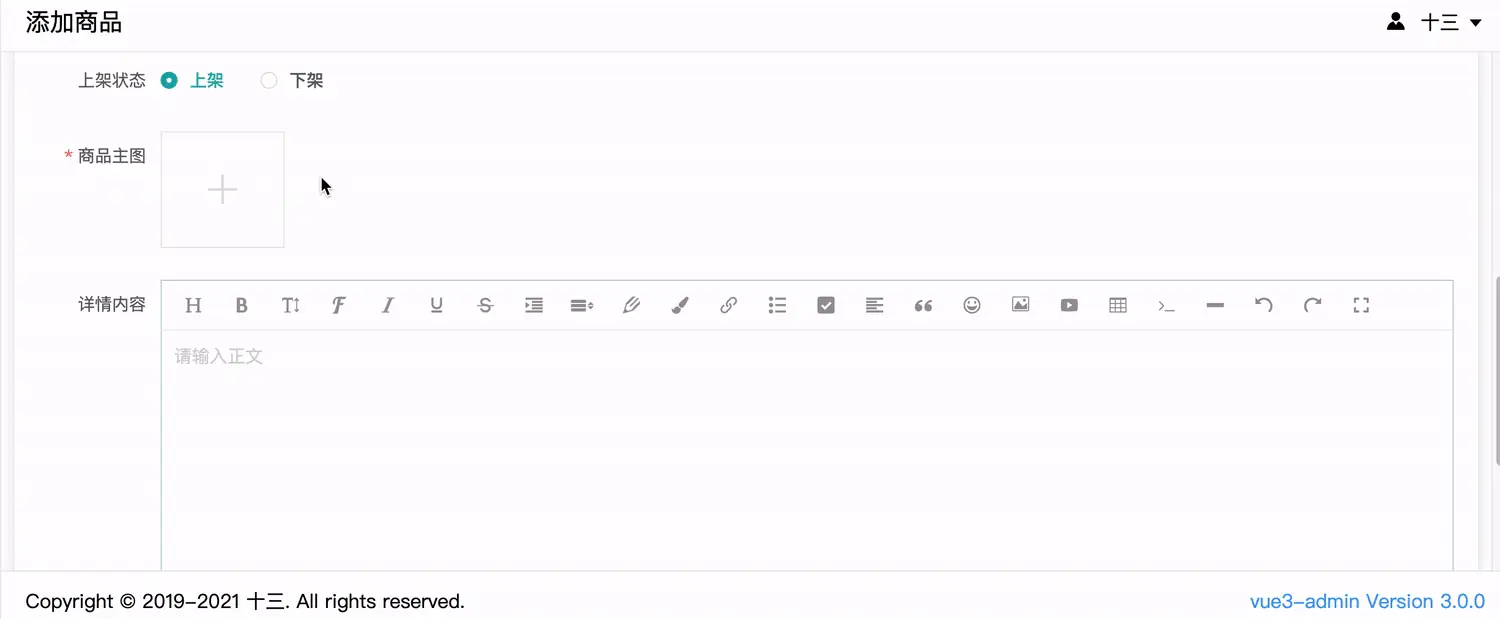 添加商品
十三
上架状态 上架 下架
* 商品主图
详情内容
请输入正文
Copyright © 2019-2021 十三. All rights reserved.
vue3-admin Version 3.0.0